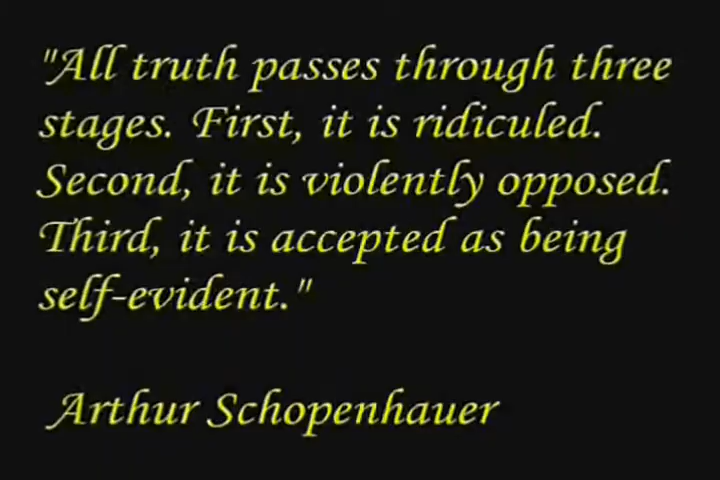 "All truth passes through three
stages. First, it is ridiculed.
Second, it is violently opposed.
Third, it is accepted as being
self-evident."
Arthur Schopenhauer